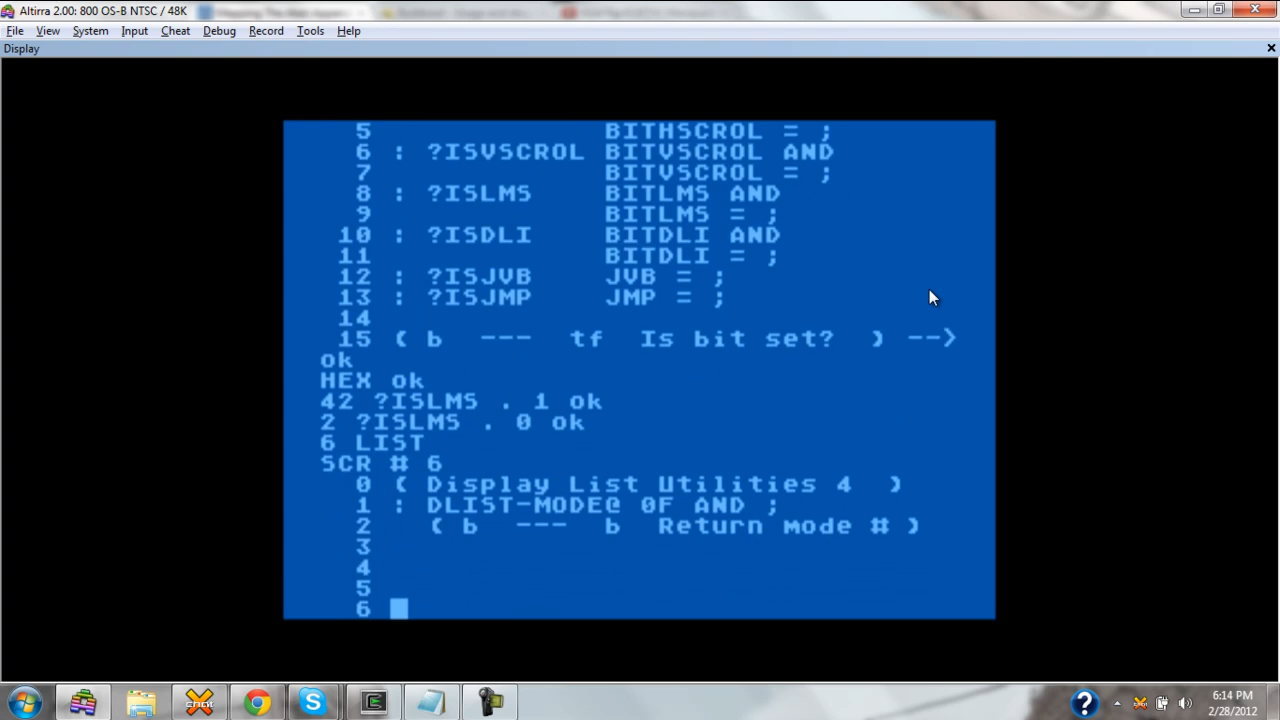 Altirra 2.00: 800 OS-B NTSC / 48K
File View System Input Cheat Debug Record Tools Help
Display
5 BITHSCROL = ;
6 : ?ISVSCROL BITVSCROL AND
7 BITVSCROL = ;
8 : ?ISLMS BITLMS AND
9 BITLMS = ;
10 : ?ISDLI BITDLI AND
11 BITDLI = ;
12 : ?ISJVB JVB = ;
13 : ?ISJMP JMP = ;
14
15 ( b --- tf Is bit set? ) -->
ok
HEX ok
42 ?ISLMS . 1 ok
2 ?ISLMS . 0 ok
6 LIST
SCR # 6
0 ( Display List Utilities 4 )
1 : DLIST-MODE@ 0F AND ;
2 ( b --- b Return mode # )
3
4
5
6
6:14 PM
2/28/2012